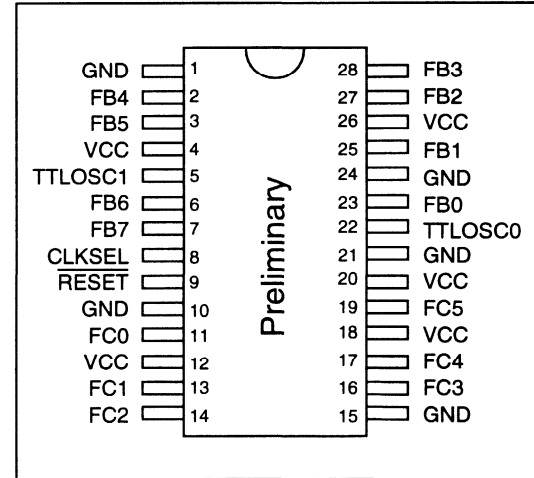 GND 1 28 FB3
FB4 2 27 FB2
FB5 3 26 VCC
VCC 4 25 FB1
TTLOSC1 5 24 GND
FB6 6 23 FB0
FB7 7 22 TTLOSC0
CLKSEL 8 21 GND
RESET 9 20 VCC
GND 10 19 FC5
FC0 11 18 VCC
VCC 12 17 FC4
FC1 13 16 FC3
FC2 14 15 GND
Preliminary